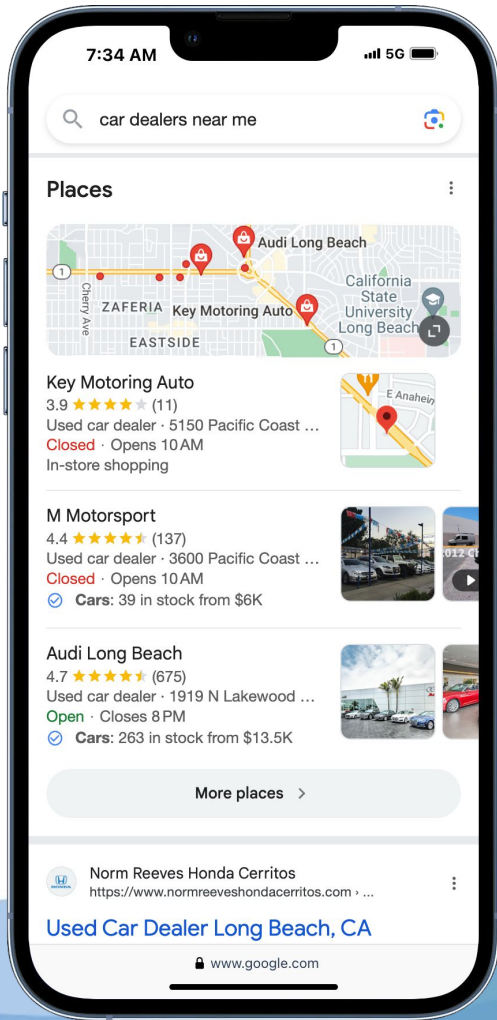 7:34 AM
5G
car dealers near me
Places
Audi Long Beach
1
California
State
University
Long Beach
Cherry Ave
ZAFERIA
Key Motoring Auto
EASTSIDE
1
Key Motoring Auto
3.9 (11)
Used car dealer · 5150 Pacific Coast ...
Closed · Opens 10 AM
In-store shopping
E Anaheim
M Motorsport
4.4 (137)
Used car dealer · 3600 Pacific Coast ...
Closed · Opens 10 AM
Cars: 39 in stock from $6K
Audi Long Beach
4.7 (675)
Used car dealer · 1919 N Lakewood ...
Open · Closes 8 PM
Cars: 263 in stock from $13.5K
More places >
Norm Reeves Honda Cerritos
https://www.normreeveshondacerritos.com › ...
Used Car Dealer Long Beach, CA
www.google.com